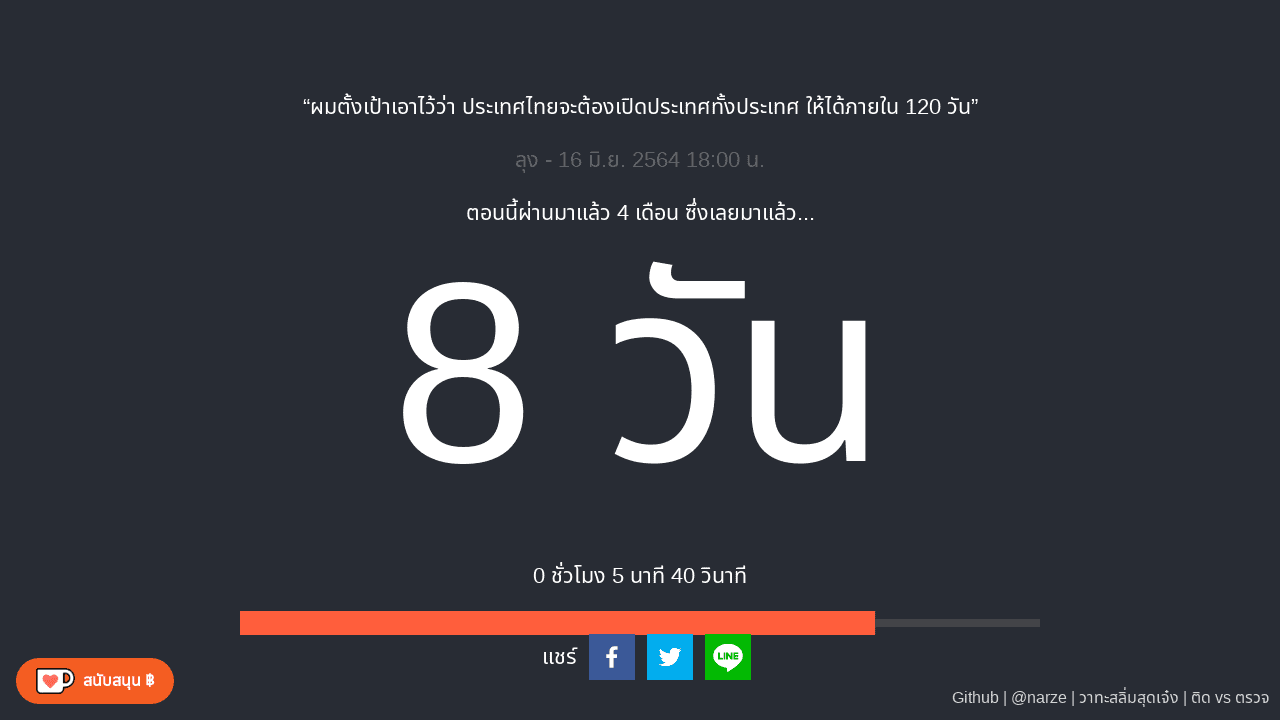 “ผมตั้งเป้าเอาไว้ว่า ประเทศไทยจะต้องเปิดประเทศทั้งประเทศ ให้ได้ภายใน 120 วัน”
ลุง - 16 มิ.ย. 2564 18:00 น.
ตอนนี้ผ่านมาแล้ว 4 เดือน ซึ่งเลยมาแล้ว...
8 วัน
0 ชั่วโมง 5 นาที 40 วินาที
แชร์
LINE
สนับสนุน ฿
Github | @narze | วาทะสลิ่มสุดเจ๋ง | ติด vs ตรวจ